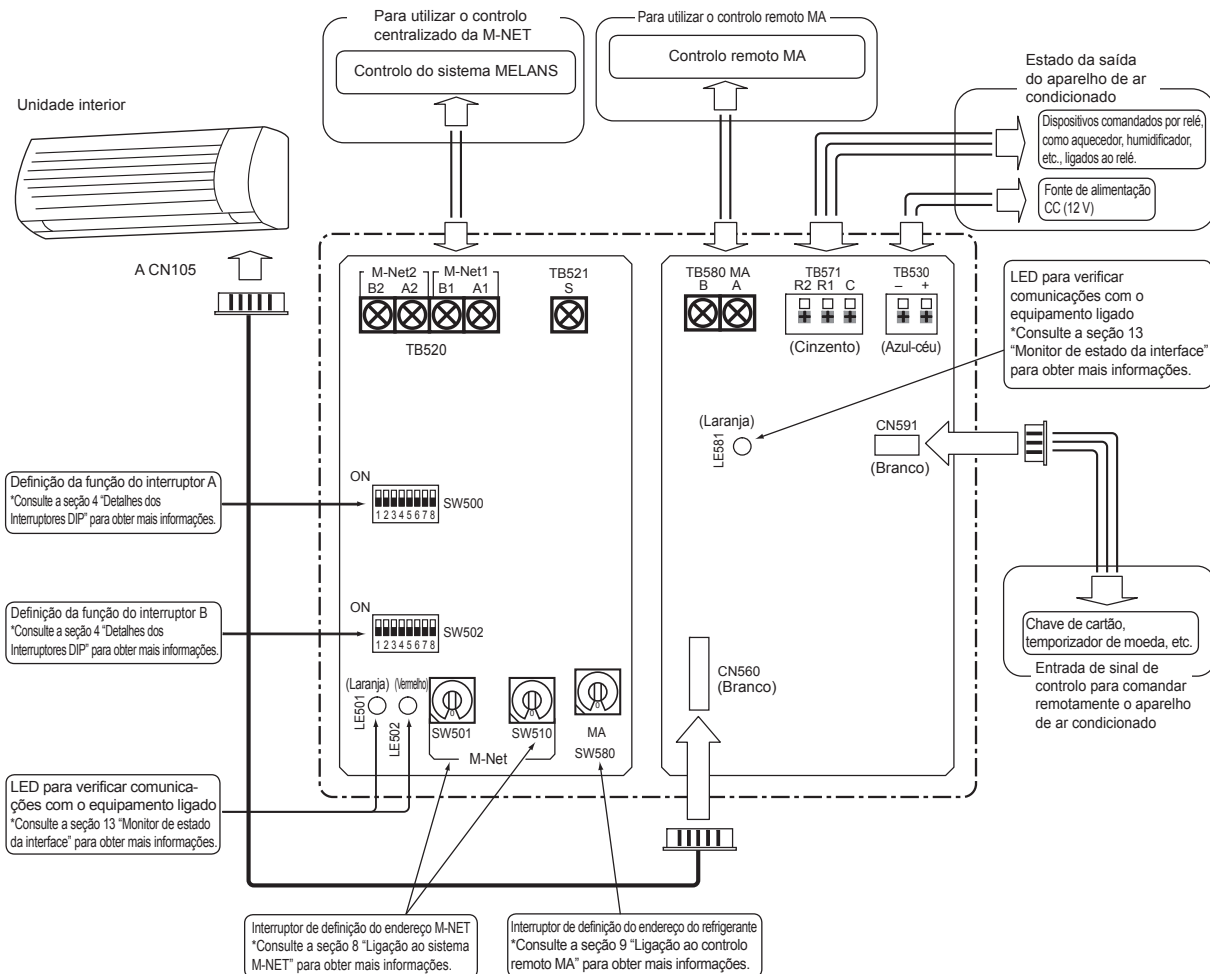 Para utilizar o controlo
centralizado da M-NET
Controlo do sistema MELANS
Para utilizar o controlo remoto MA
Controlo remoto MA
Estado da saída
do aparelho de ar
condicionado
Dispositivos comandados por relé,
como aquecedor, humidificador,
etc., ligados ao relé.
Fonte de alimentação
CC (12 V)
Unidade interior
A CN105
M-Net2 M-Net1
B2 A2 B1 A1
TB520
TB521
S
TB580 MA
B A
TB571
R2 R1 C
(Cinzento)
TB530
– +
(Azul-céu)
LED para verificar
comunicações com o
equipamento ligado
*Consulte a seção 13
“Monitor de estado da interface”
para obter mais informações.
(Laranja)
LE581
CN591
(Branco)
Definição da função do interruptor A
*Consulte a seção 4 “Detalhes dos
Interruptores DIP” para obter mais informações.
ON
1 2 3 4 5 6 7 8
SW500
Definição da função do interruptor B
*Consulte a seção 4 “Detalhes dos
Interruptores DIP” para obter mais informações.
ON
1 2 3 4 5 6 7 8
SW502
Chave de cartão,
temporizador de moeda, etc.
Entrada de sinal de
controlo para comandar
remotamente o aparelho
de ar condicionado
CN560
(Branco)
(Laranja) (Vermelho)
LE501
LE502
0
SW501
0
SW510
M-Net
0
MA
SW580
LED para verificar comunica-
ções com o equipamento ligado
*Consulte a seção 13 “Monitor de estado
da interface” para obter mais informações.
Interruptor de definição do endereço M-NET
*Consulte a seção 8 “Ligação ao sistema
M-NET” para obter mais informações.
Interruptor de definição do endereço do refrigerante
*Consulte a seção 9 “Ligação ao controlo
remoto MA” para obter mais informações.